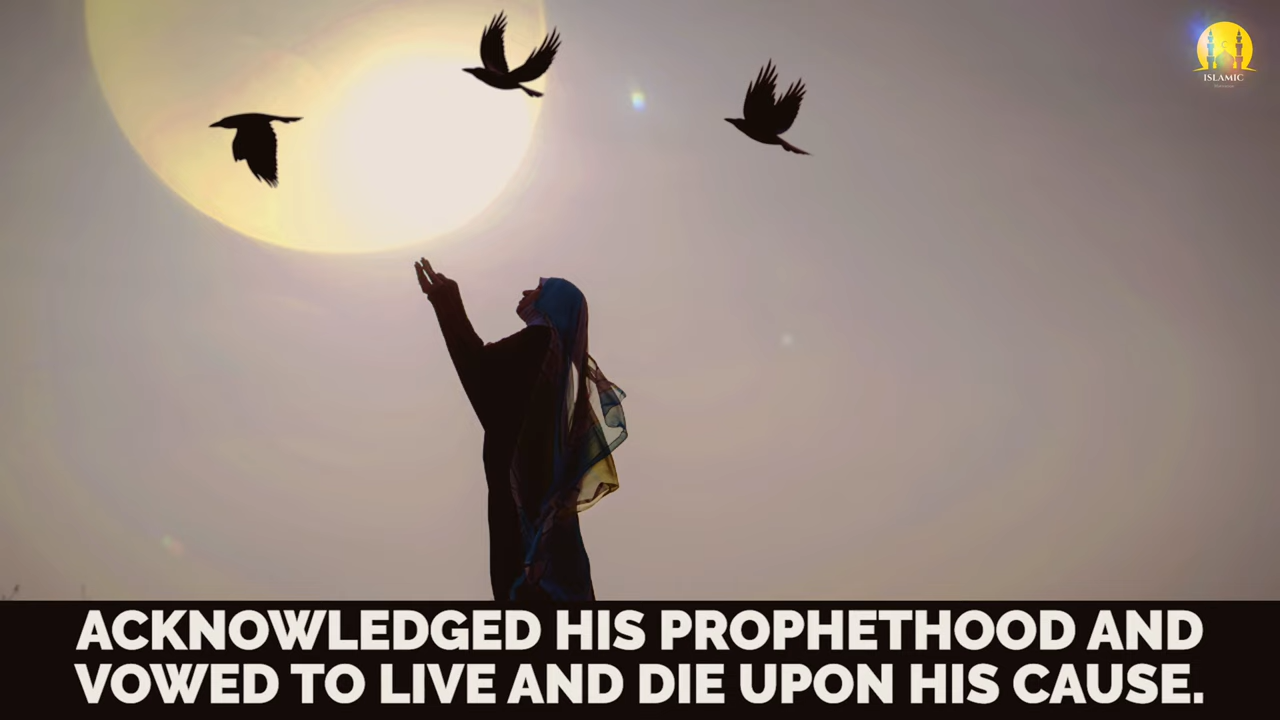 ISLAMIC
ACKNOWLEDGED HIS PROPHETHOOD AND
VOWED TO LIVE AND DIE UPON HIS CAUSE.